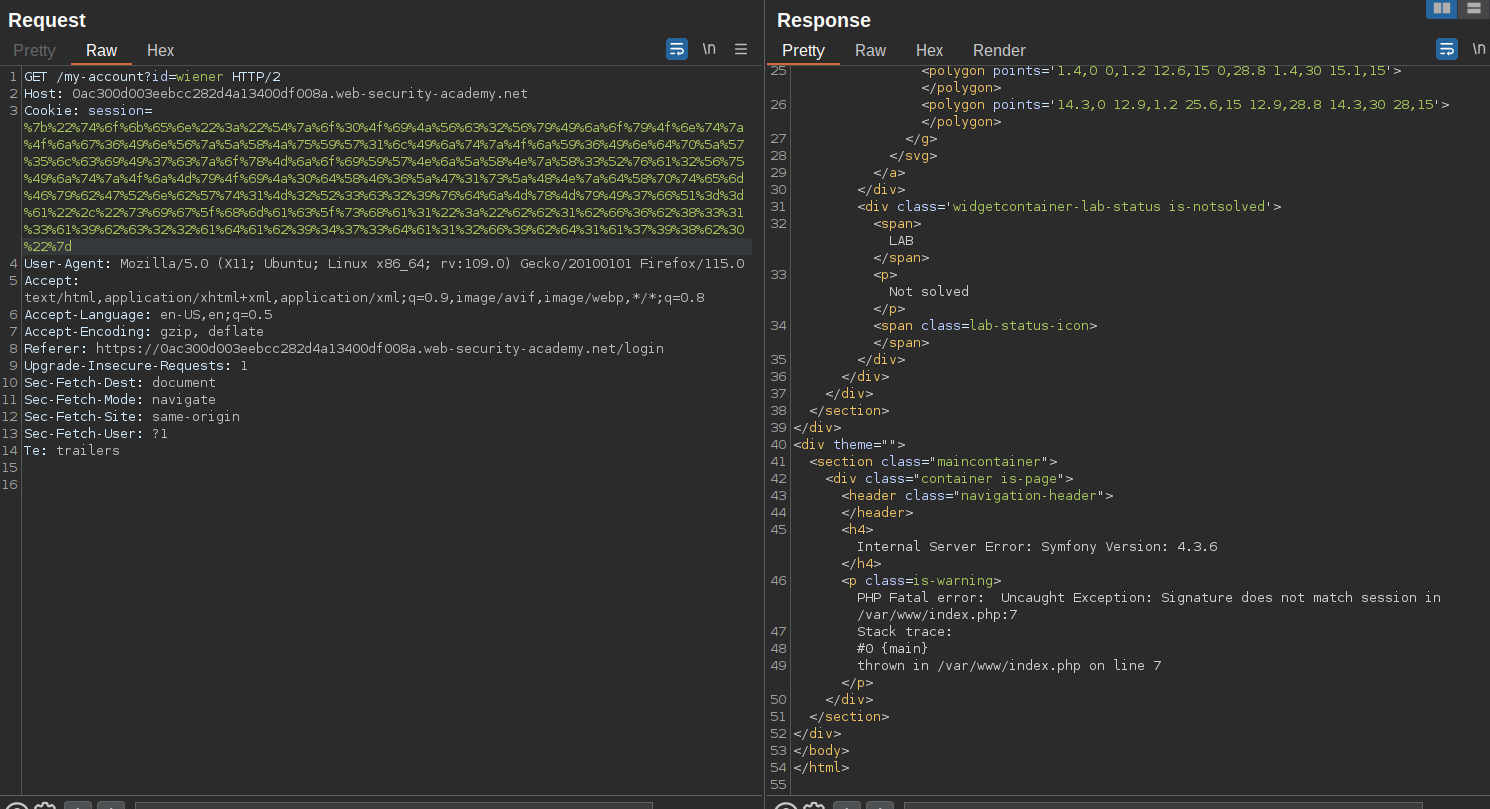 Request
Pretty Raw Hex
\n
1 GET /my-account?id=wiener HTTP/2
2 Host: 0ac300d003eebcc282d4a13400df008a.web-security-academy.net
3 Cookie: session=
%7b%22%74%6f%6b%65%6e%22%3a%22%54%7a%6f%30%4f%69%4a%56%63%32%56%79%49%6a%6f%79%4f%6e%74%7a
%4f%6a%67%36%49%6e%56%7a%5a%58%4a%75%59%57%31%6c%49%6a%74%7a%4f%6a%59%36%49%6e%64%70%5a%57
%35%6c%63%69%49%37%63%7a%6f%78%4d%6a%6f%69%59%57%4e%6a%5a%58%4e%7a%58%33%52%76%61%32%56%75
%49%6a%74%7a%4f%6a%4d%79%4f%69%4a%30%64%58%46%36%5a%47%31%73%5a%48%4e%7a%64%58%70%74%65%6d
%46%79%62%47%52%6e%62%57%74%31%4d%32%52%33%63%32%39%76%64%6a%4d%78%4d%79%49%37%66%51%3d%3d
%61%22%2c%22%73%69%67%5f%68%6d%61%63%5f%73%68%61%31%22%3a%22%62%62%31%62%66%36%62%38%33%31
%33%61%39%62%63%32%32%61%64%61%62%39%34%37%33%64%61%31%32%66%39%62%64%31%61%37%39%38%62%30
%22%7d
4 User-Agent: Mozilla/5.0 (X11; Ubuntu; Linux x86_64; rv:109.0) Gecko/20100101 Firefox/115.0
5 Accept:
text/html,application/xhtml+xml,application/xml;q=0.9,image/avif,image/webp,*/*;q=0.8
6 Accept-Language: en-US,en;q=0.5
7 Accept-Encoding: gzip, deflate
8 Referer: https://0ac300d003eebcc282d4a13400df008a.web-security-academy.net/login
9 Upgrade-Insecure-Requests: 1
10 Sec-Fetch-Dest: document
11 Sec-Fetch-Mode: navigate
12 Sec-Fetch-Site: same-origin
13 Sec-Fetch-User: ?1
14 Te: trailers
15
16
Response
Pretty Raw Hex Render
\n
25 <polygon points='1.4,0 0,1.2 12.6,15 0,28.8 1.4,30 15.1,15'>
</polygon>
26 <polygon points='14.3,0 12.9,1.2 25.6,15 12.9,28.8 14.3,30 28,15'>
</polygon>
27 </g>
28 </svg>
29 </a>
30 </div>
31 <div class='widgetcontainer-lab-status is-notsolved'>
32 <span>
LAB
</span>
33 <p>
Not solved
</p>
34 <span class=lab-status-icon>
</span>
35 </div>
36 </div>
37 </div>
38 </section>
39 </div>
40 <div theme="">
41 <section class="maincontainer">
42 <div class="container is-page">
43 <header class="navigation-header">
44 </header>
45 <h4>
Internal Server Error: Symfony Version: 4.3.6
</h4>
46 <p class=is-warning>
PHP Fatal error:  Uncaught Exception: Signature does not match session in
/var/www/index.php:7
47 Stack trace:
48 #0 {main}
49 thrown in /var/www/index.php on line 7
</p>
50 </div>
51 </section>
52 </div>
53 </body>
54 </html>
55